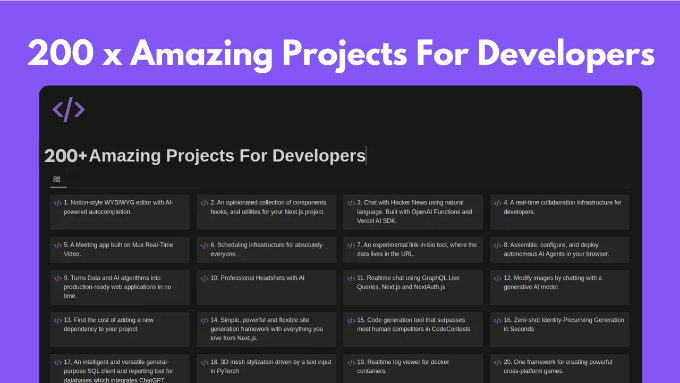 200 x Amazing Projects For Developers
</>
200+ Amazing Projects For Developers
</> 1. Notion-style WYSIWYG editor with AI-
powered autocompletion.
</> 2. An opinionated collection of components,
hooks, and utilities for your Next.js project.
</> 3. Chat with Hacker News using natural
language. Built with OpenAI Functions and
Vercel AI SDK.
</> 4. A real-time collaboration infrastructure for
developers.
</> 5. A Meeting app built on Mux Real-Time
Video.
</> 6. Scheduling infrastructure for absolutely
everyone.
</> 7. An experimental link-in-bio tool, where the
data lives in the URL.
</> 8. Assemble, configure, and deploy
autonomous AI Agents in your browser.
</> 9. Turns Data and AI algorithms into
production-ready web applications in no
time.
</> 10. Professional Headshots with AI
</> 11. Realtime chat using GraphQL Live
Queries, Next.js and NextAuth.js
</> 12. Modify images by chatting with a
generative AI model.
</> 13. Find the cost of adding a new
dependency to your project
</> 14. Simple, powerful and flexible site
generation framework with everything you
love from Next.js.
</> 15. Code generation tool that surpasses
most human competitors in CodeContests
</> 16. Zero-shot Identity-Preserving Generation
in Seconds
</> 17. An intelligent and versatile general-
purpose SQL client and reporting tool for
databases which integrates ChatGPT
</> 18. 3D mesh stylization driven by a text input
in PyTorch
</> 19. Realtime log viewer for docker
containers.
</> 20. One framework for creating powerful
cross-platform games.